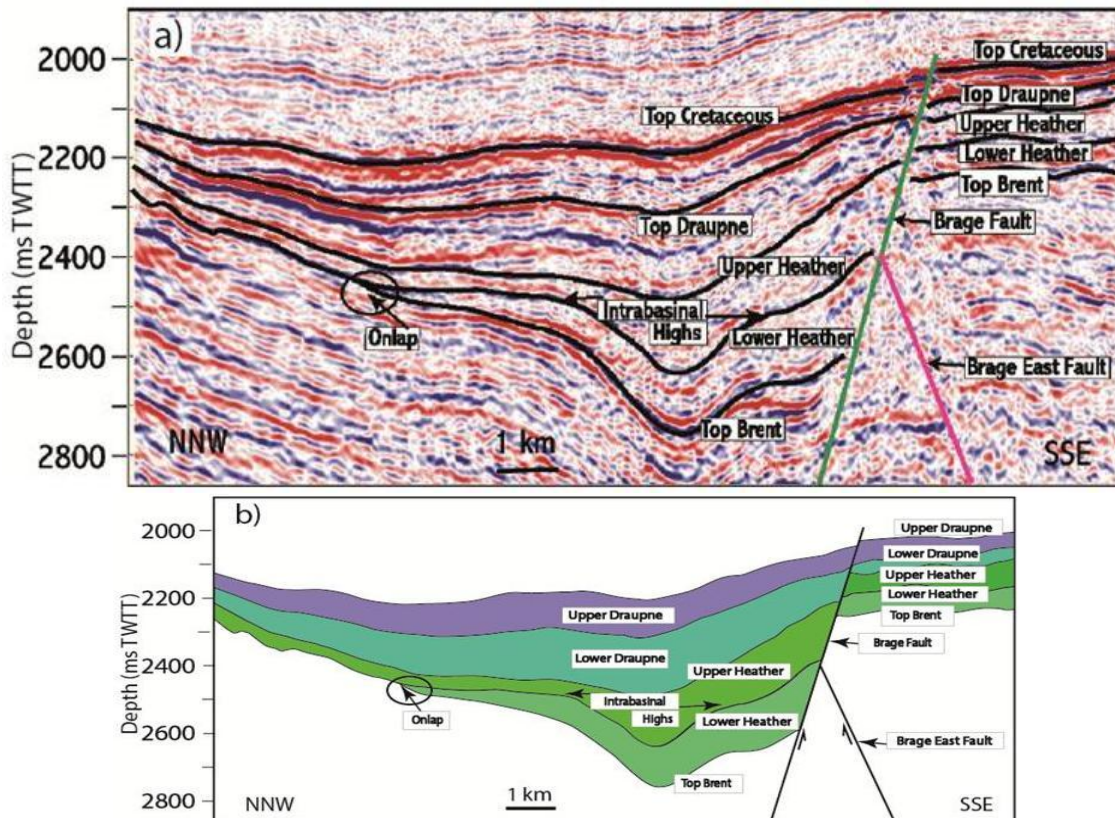 a)
Depth (ms TWTT)
2000
2200
2400
2600
2800
Top Cretaceous
Top Cretaceous
Top Draupne
Upper Heather
Lower Heather
Top Brent
Top Draupne
Brage Fault
Upper Heather
Intrabasinal
Highs
Onlap
Lower Heather
Brage East Fault
Top Brent
NNW
1 km
SSE
b)
Depth (ms TWTT)
2000
2200
2400
2600
2800
Upper Draupne
Lower Draupne
Upper Heather
Lower Heather
Top Brent
Upper Draupne
Brage Fault
Lower Draupne
Upper Heather
Intrabasinal
Highs
Onlap
Lower Heather
Brage East Fault
Top Brent
NNW
1 km
SSE